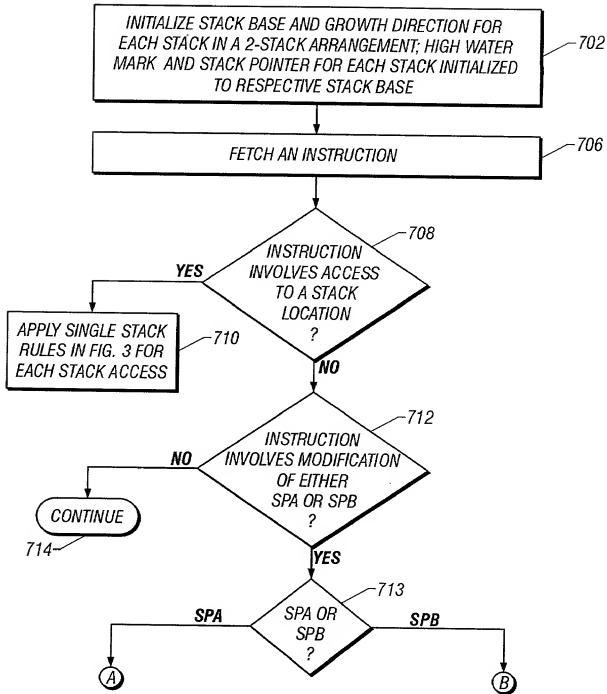 INITIALIZE STACK BASE AND GROWTH DIRECTION FOR
EACH STACK IN A 2-STACK ARRANGEMENT; HIGH WATER
MARK AND STACK POINTER FOR EACH STACK INITIALIZED
TO RESPECTIVE STACK BASE
702
FETCH AN INSTRUCTION
706
708
INSTRUCTION
INVOLVES ACCESS
TO A STACK
LOCATION
?
YES
APPLY SINGLE STACK
RULES IN FIG. 3 FOR
EACH STACK ACCESS
710
NO
712
INSTRUCTION
INVOLVES MODIFICATION
OF EITHER
SPA OR SPB
?
NO
CONTINUE
714
YES
713
SPA
SPA OR
SPB
?
SPB
A
B